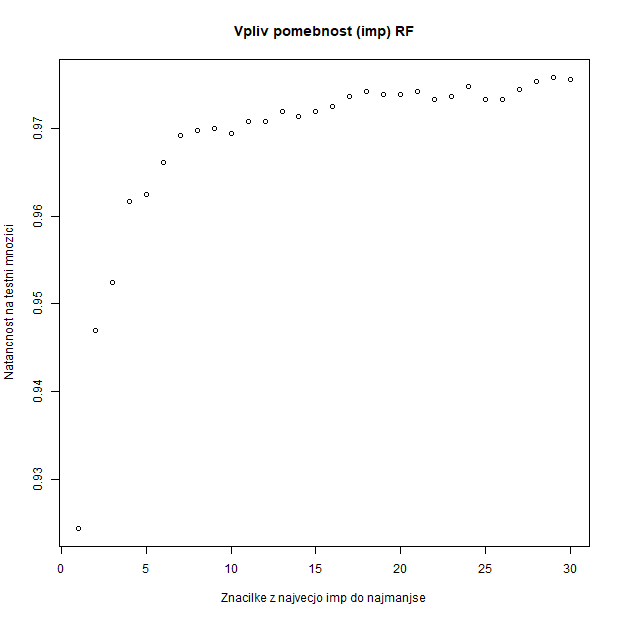 Vpliv pomebnost (imp) RF
Natancnost na testni mnozici
0.97
0.96
0.95
0.94
0.93
0 5 10 15 20 25 30
Znacilke z najvecjo imp do najmanjse